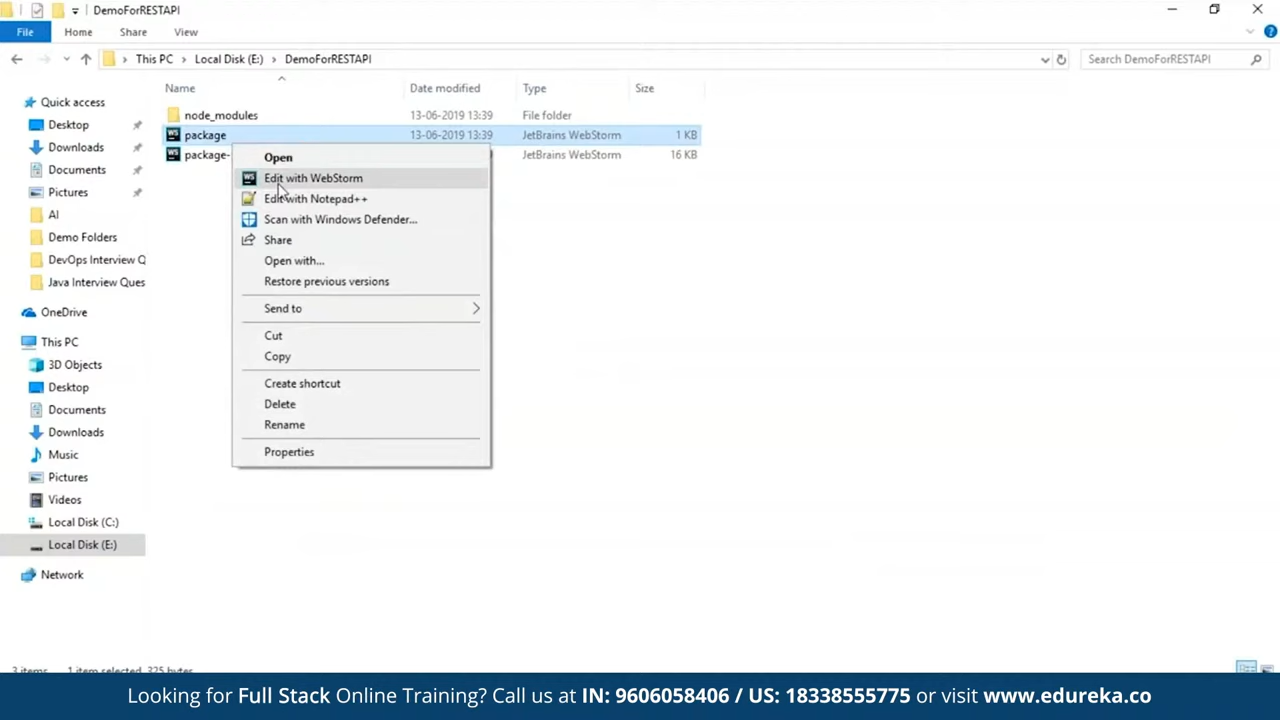 DemoForRESTAPI
File Home Share View
This PC Local Disk (E:) DemoForRESTAPI
Search DemoForRESTAPI
Name Date modified Type Size
node_modules 13-06-2019 13:39 File folder
package 13-06-2019 13:39 JetBrains WebStorm 1 KB
package- JetBrains WebStorm 16 KB
Quick access
Desktop
Downloads
Documents
Pictures
AI
Demo Folders
DevOps Interview Q
Java Interview Ques
OneDrive
This PC
3D Objects
Desktop
Documents
Downloads
Music
Pictures
Videos
Local Disk (C:)
Local Disk (E:)
Network
Open
Edit with WebStorm
Edit with Notepad++
Scan with Windows Defender...
Share
Open with...
Restore previous versions
Send to
Cut
Copy
Create shortcut
Delete
Rename
Properties
3 items 1 item selected 325 bytes
Looking for Full Stack Online Training? Call us at IN: 9606058406 / US: 18338555775 or visit www.edureka.co